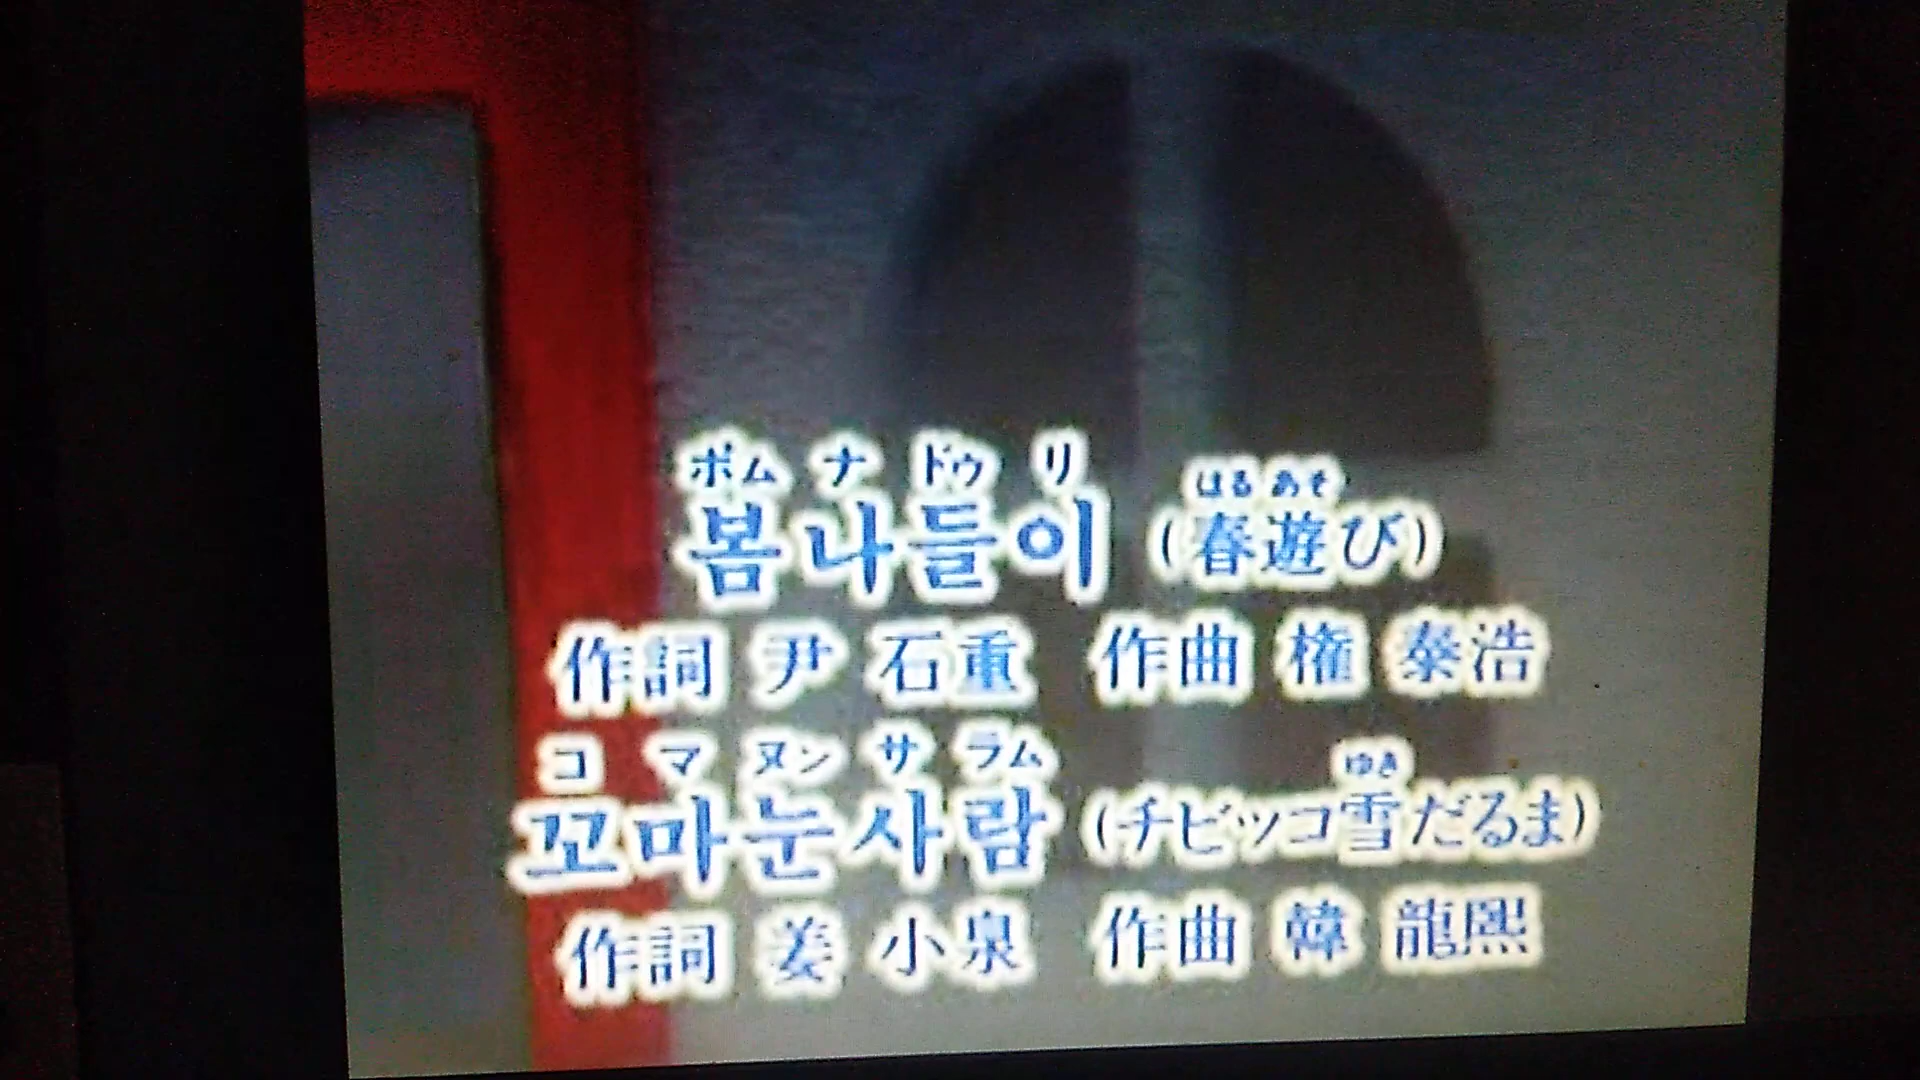 ポム ナ ドゥ リ はる あそ
봄나들이 (春遊び)
作詞 尹 石重 作曲 権 泰浩
コ マ ヌン サ ラム ゆき
꼬마눈사람 (チビッコ雪だるま)
作詞 姜 小泉 作曲 韓 龍熙